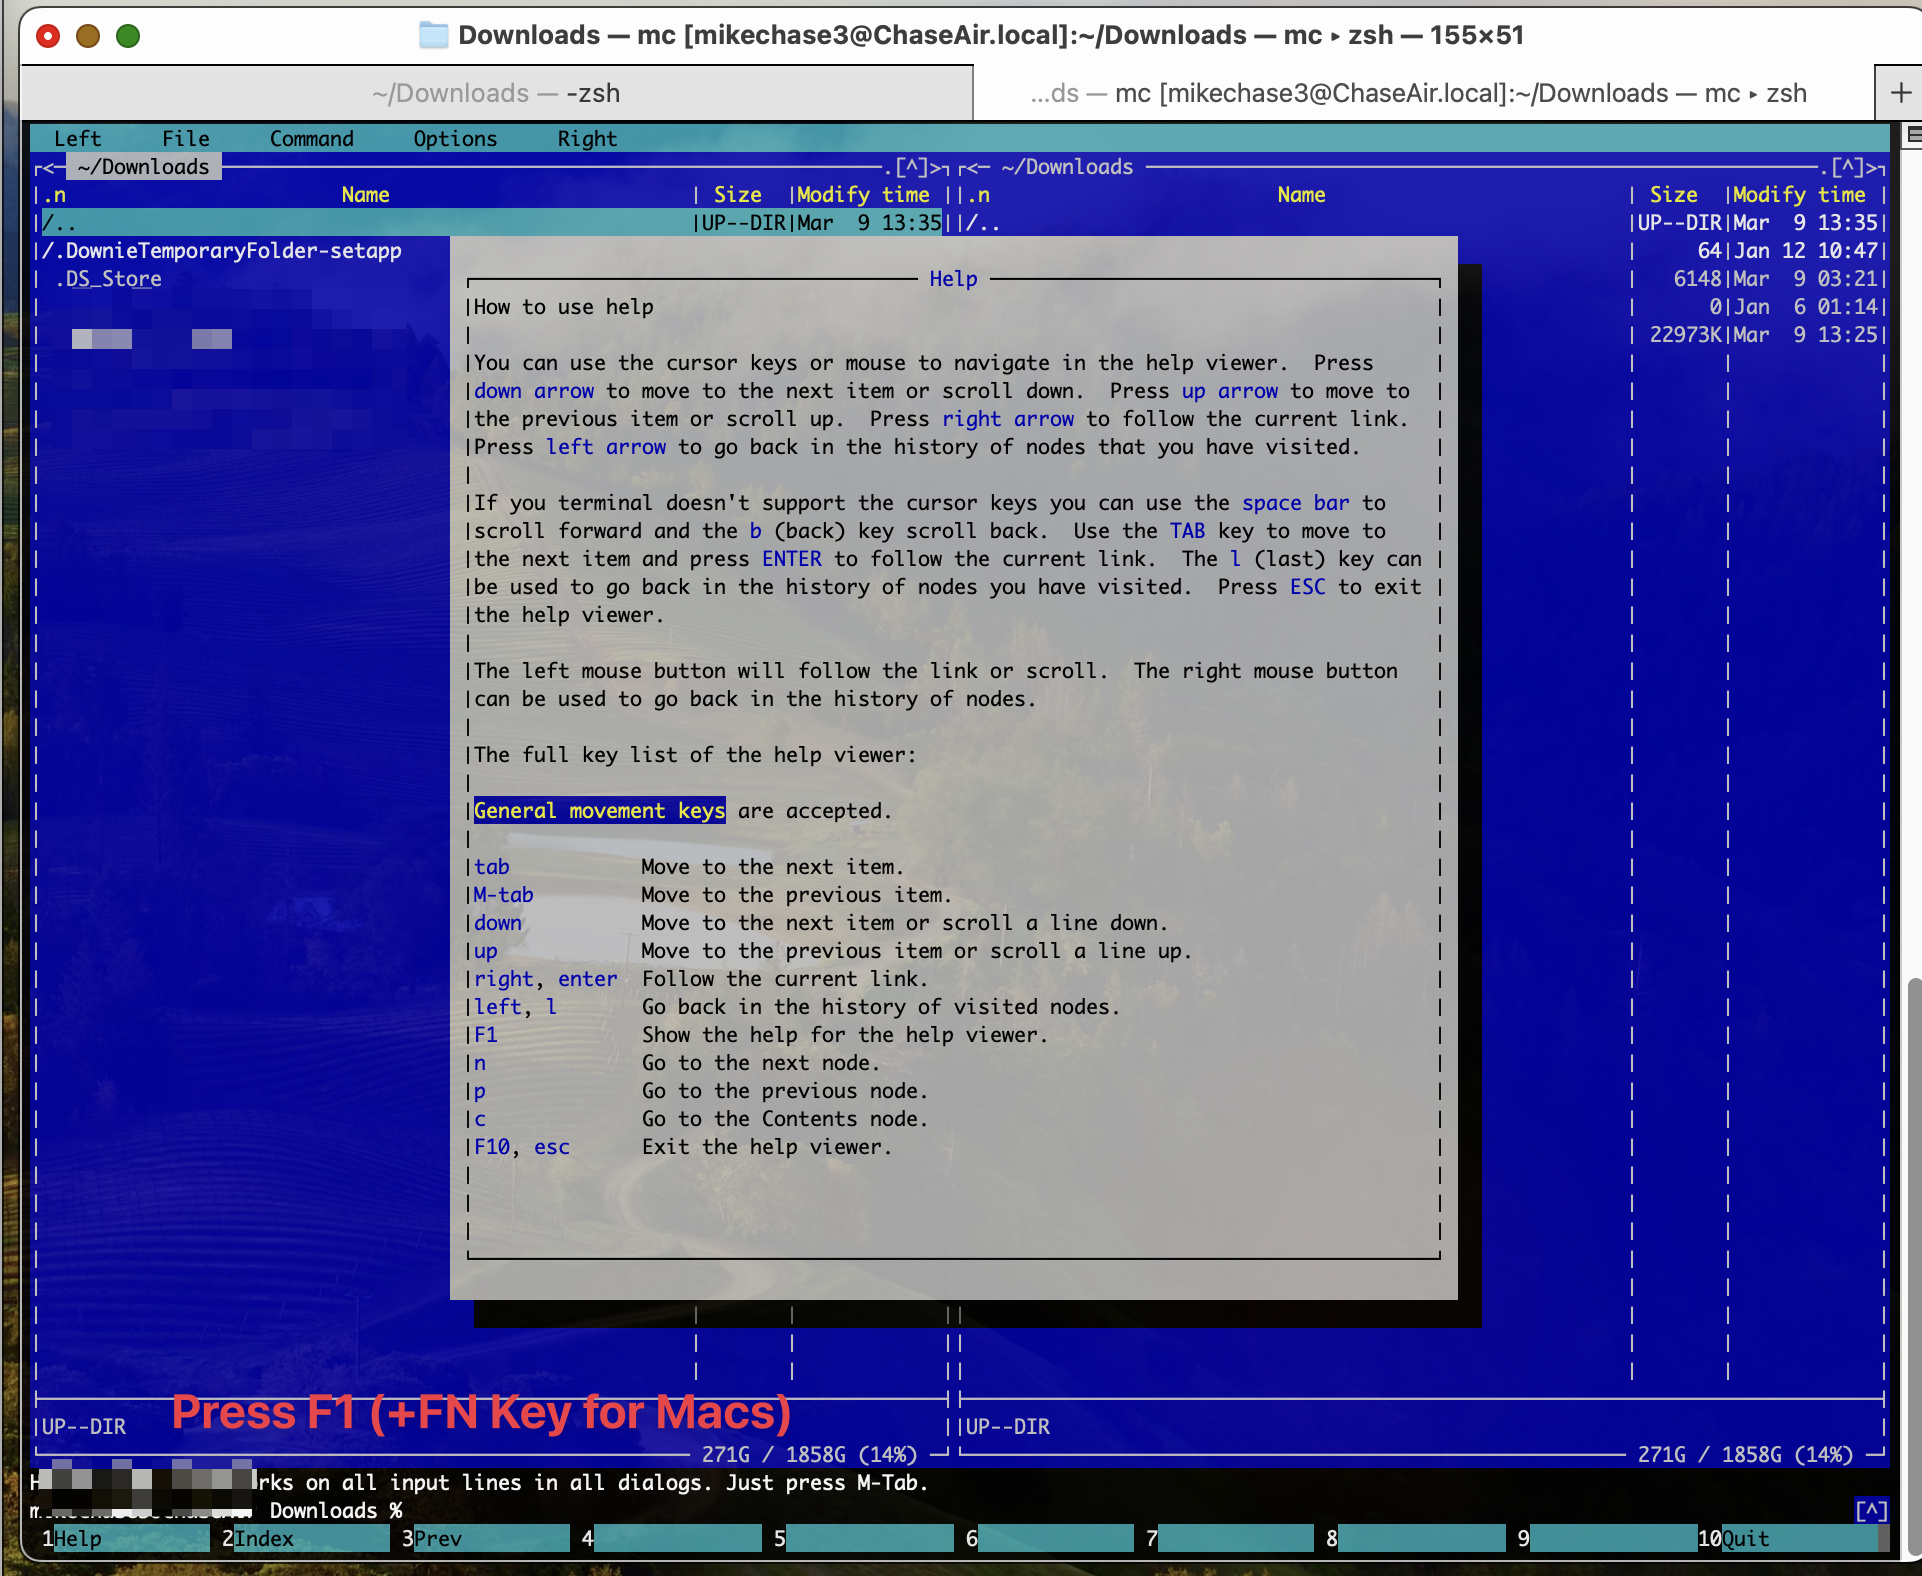 Downloads — mc [mikechase3@ChaseAir.local]:~/Downloads — mc ▸ zsh — 155×51
~/Downloads — -zsh
...ds — mc [mikechase3@ChaseAir.local]:~/Downloads — mc ▸ zsh
+
Left File Command Options Right
<─ ~/Downloads .[^]> <─ ~/Downloads .[^]>
.n Name Size Modify time .n Name Size Modify time
/.. UP--DIR Mar 9 13:35 /.. UP--DIR Mar 9 13:35
/.DownieTemporaryFolder-setapp 64 Jan 12 10:47
.DS_Store 6148 Mar 9 03:21
0 Jan 6 01:14
22973K Mar 9 13:25
Help
How to use help
You can use the cursor keys or mouse to navigate in the help viewer. Press
down arrow to move to the next item or scroll down. Press up arrow to move to
the previous item or scroll up. Press right arrow to follow the current link.
Press left arrow to go back in the history of nodes that you have visited.
If you terminal doesn't support the cursor keys you can use the space bar to
scroll forward and the b (back) key scroll back. Use the TAB key to move to
the next item and press ENTER to follow the current link. The l (last) key can
be used to go back in the history of nodes you have visited. Press ESC to exit
the help viewer.
The left mouse button will follow the link or scroll. The right mouse button
can be used to go back in the history of nodes.
The full key list of the help viewer:
General movement keys are accepted.
tab Move to the next item.
M-tab Move to the previous item.
down Move to the next item or scroll a line down.
up Move to the previous item or scroll a line up.
right, enter Follow the current link.
left, l Go back in the history of visited nodes.
F1 Show the help for the help viewer.
n Go to the next node.
p Go to the previous node.
c Go to the Contents node.
F10, esc Exit the help viewer.
Press F1 (+FN Key for Macs)
UP--DIR UP--DIR
271G / 1858G (14%) 271G / 1858G (14%)
on all input lines in all dialogs. Just press M-Tab.
Downloads % [^]
1Help 2Index 3Prev 4 5 6 7 8 9 10Quit